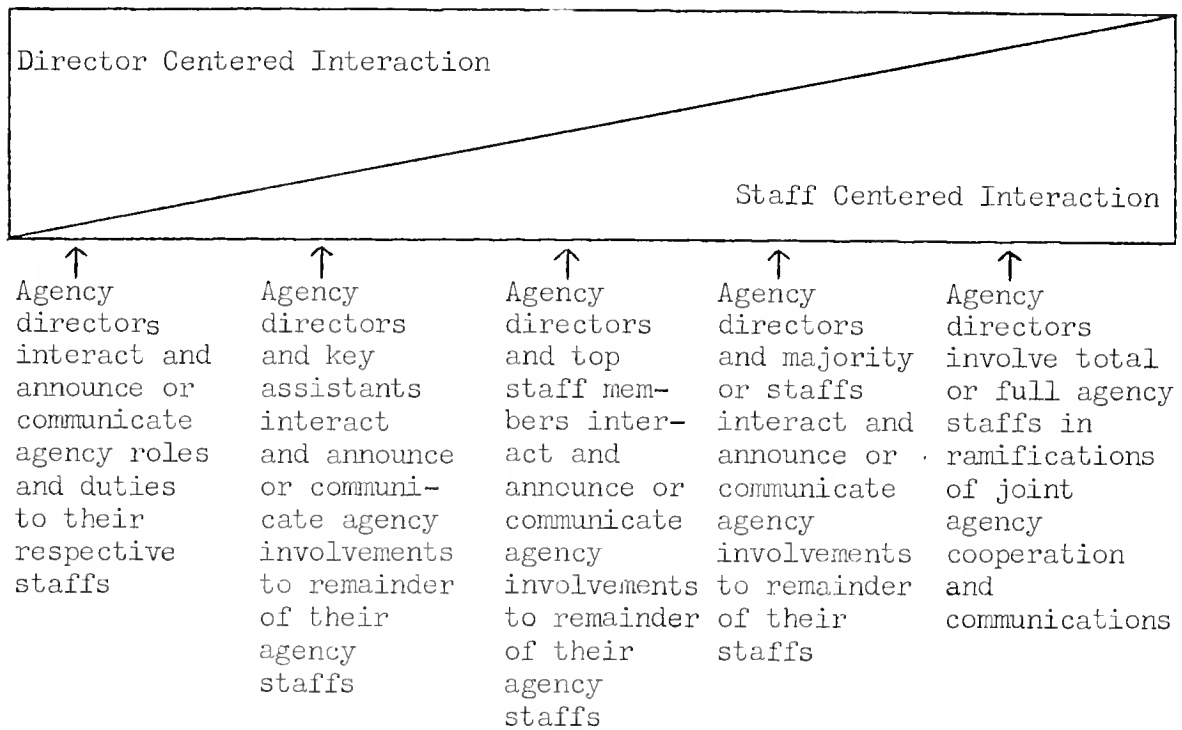 Director Centered Interaction
Staff Centered Interaction
Agency
directors
interact and
announce or
communicate
agency roles
and duties
to their
respective
staffs
Agency
directors
and key
assistants
interact
and announce
or communi-
cate agency
involvements
to remainder
of their
agency
staffs
Agency
directors
and top
staff mem-
bers inter-
act and
announce or
communicate
agency
involvements
to remainder
of their
agency
staffs
Agency
directors
and majority
or staffs
interact and
announce or
communicate
agency
involvements
to remainder
of their
staffs
Agency
directors
involve total
or full agency
staffs in
ramifications
of joint
agency
cooperation
and
communications